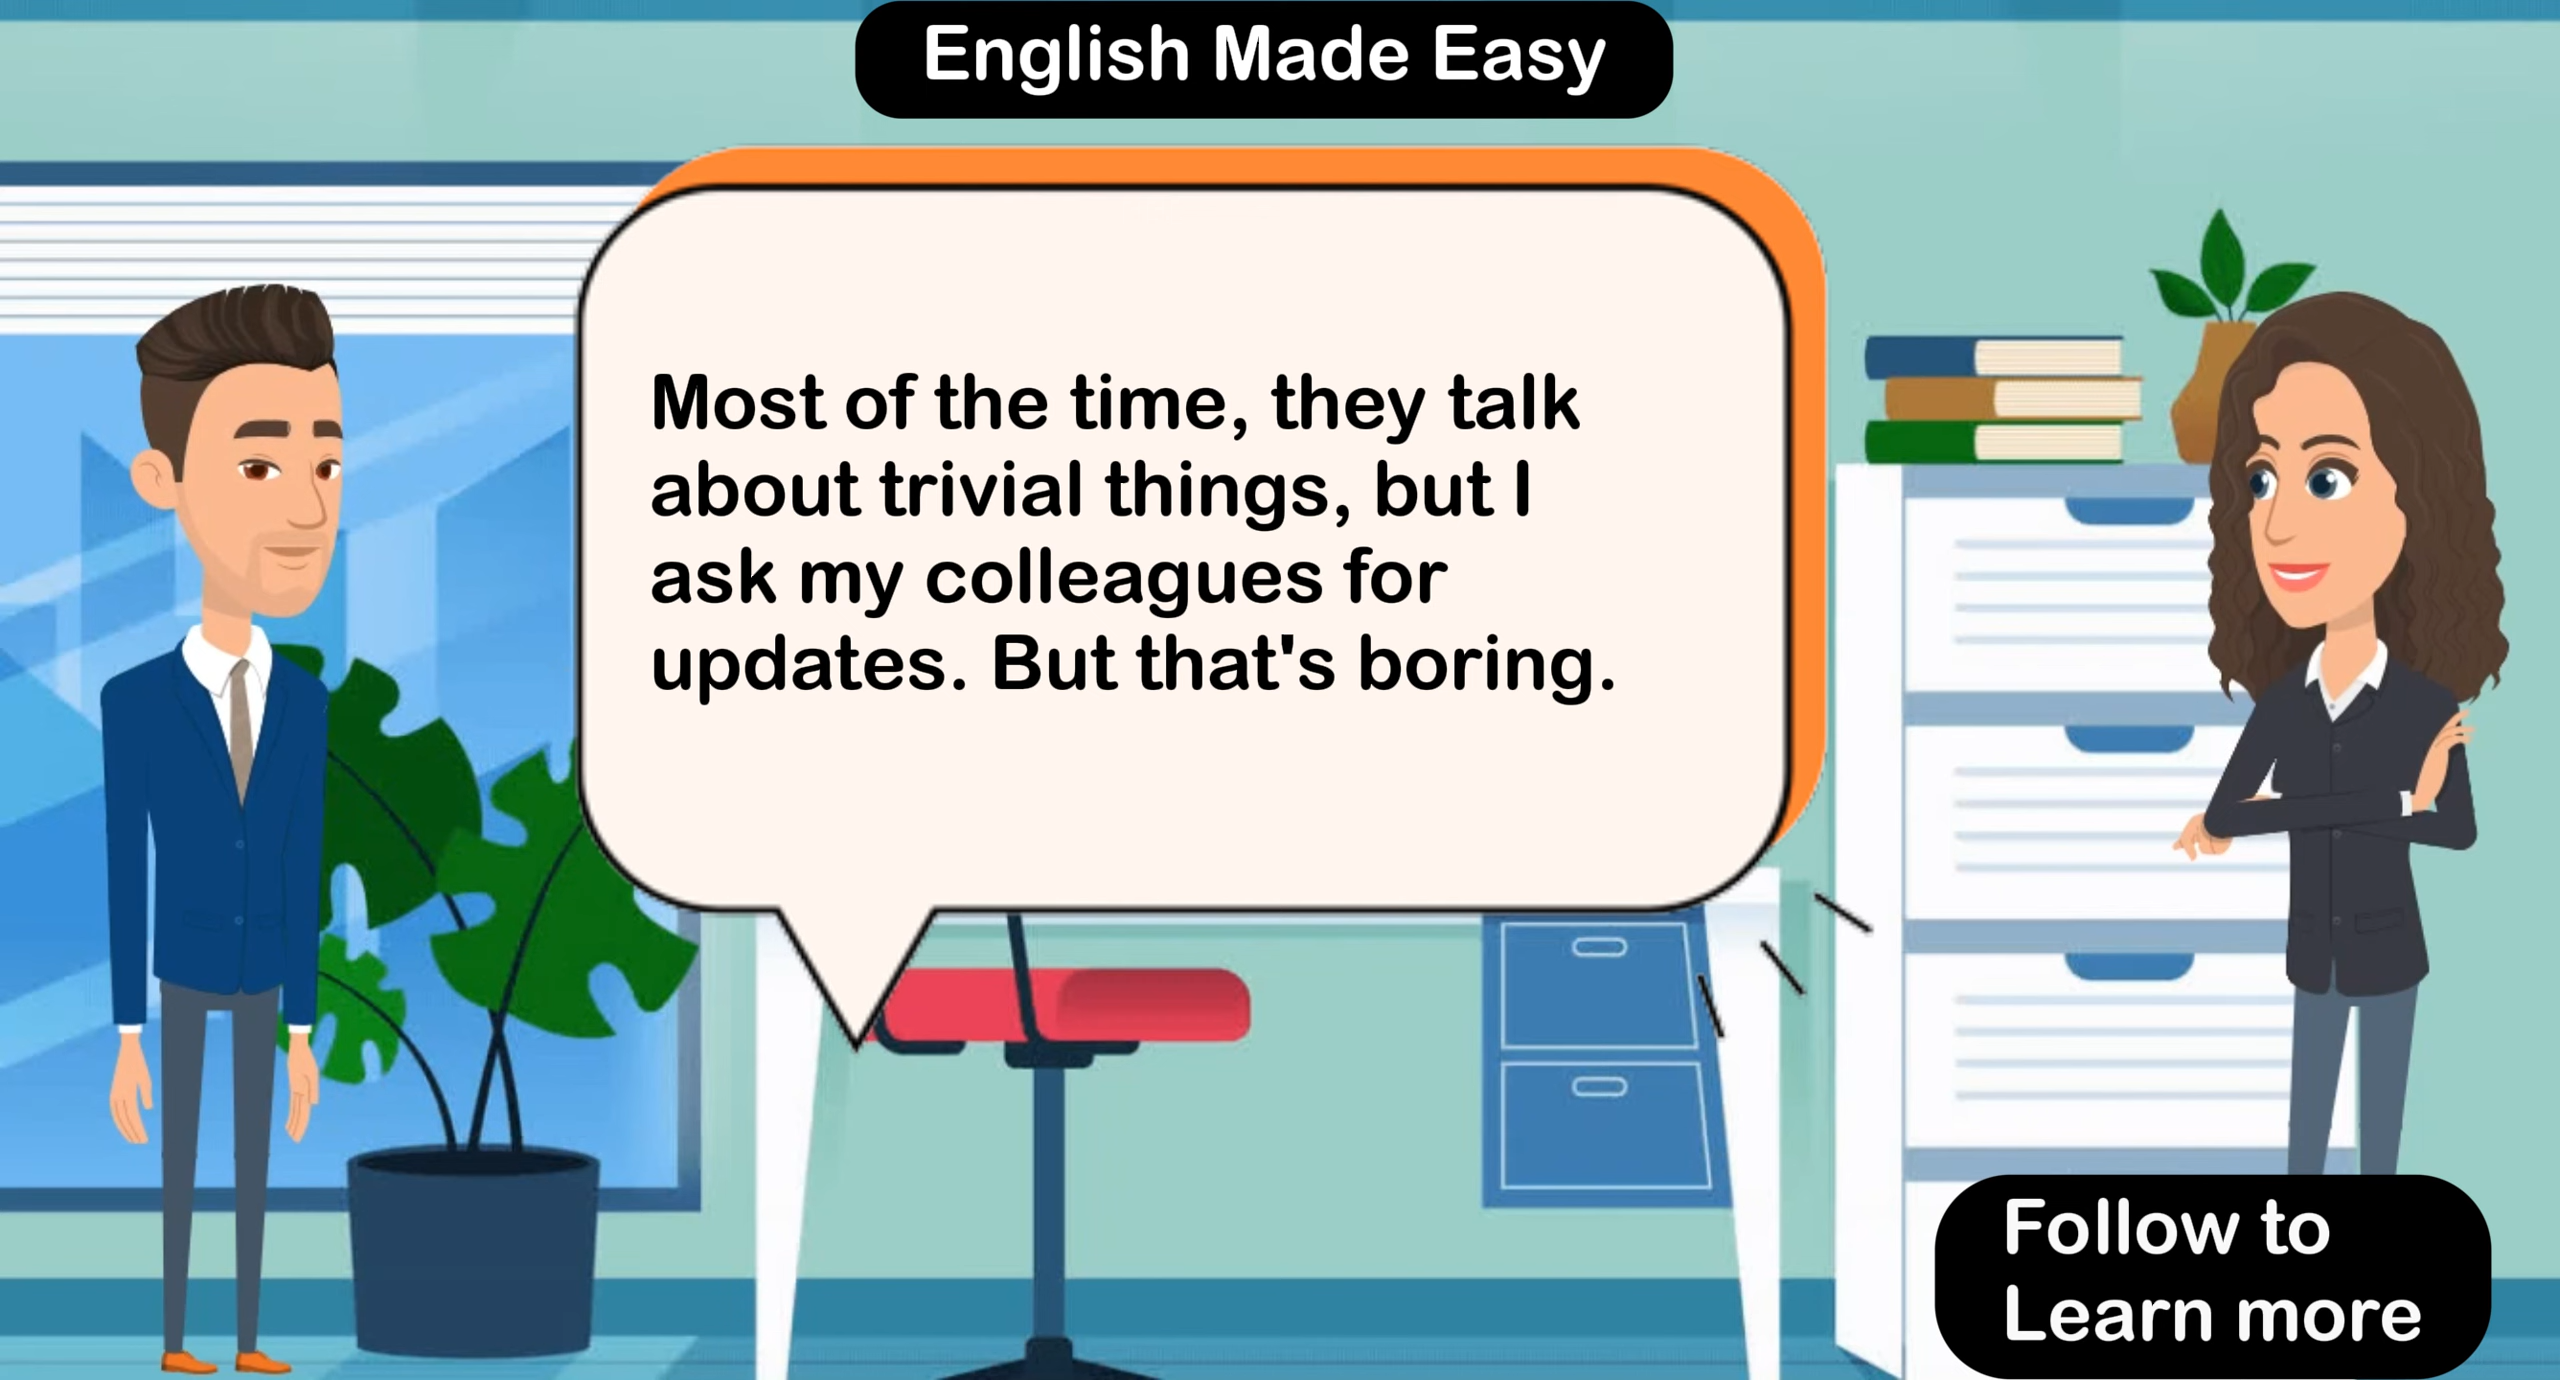 English Made Easy
Most of the time, they talk
about trivial things, but I
ask my colleagues for
updates. But that's boring.
Follow to
Learn more